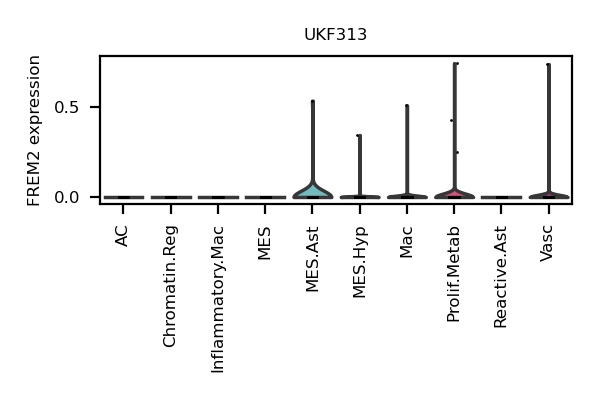 UKF313
FREM2 expression
0.5
0.0
AC
Chromatin.Reg
Inflammatory.Mac
MES
MES.Ast
MES.Hyp
Mac
Prolif.Metab
Reactive.Ast
Vasc